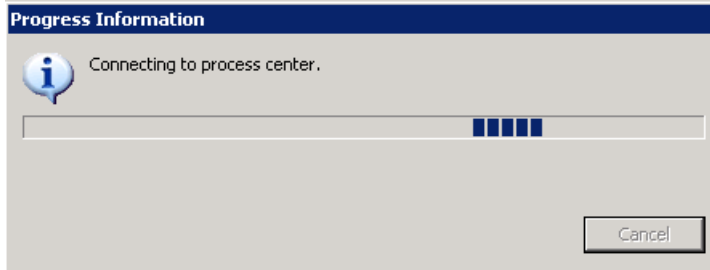 Progress Information
Connecting to process center.
Cancel